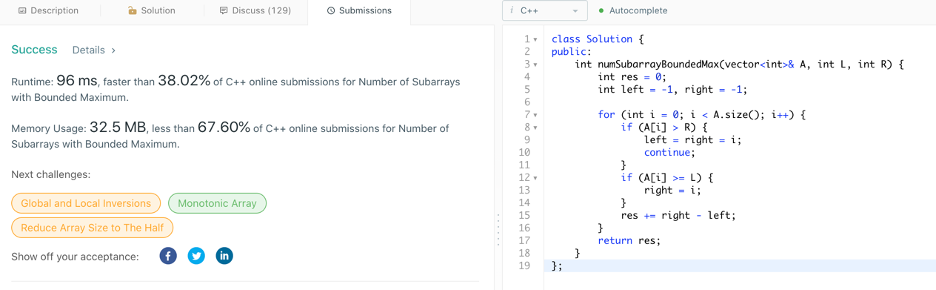 Description Solution Discuss (129) Submissions
Success Details ›
Runtime: 96 ms, faster than 38.02% of C++ online submissions for Number of Subarrays
with Bounded Maximum.
Memory Usage: 32.5 MB, less than 67.60% of C++ online submissions for Number of
Subarrays with Bounded Maximum.
Next challenges:
Global and Local Inversions Monotonic Array
Reduce Array Size to The Half
Show off your acceptance:
i C++ Autocomplete
1 class Solution {
2 public:
3 int numSubarrayBoundedMax(vector<int>& A, int L, int R) {
4 int res = 0;
5 int left = -1, right = -1;
6
7 for (int i = 0; i < A.size(); i++) {
8 if (A[i] > R) {
9 left = right = i;
10 continue;
11 }
12 if (A[i] >= L) {
13 right = i;
14 }
15 res += right - left;
16 }
17 return res;
18 }
19 };